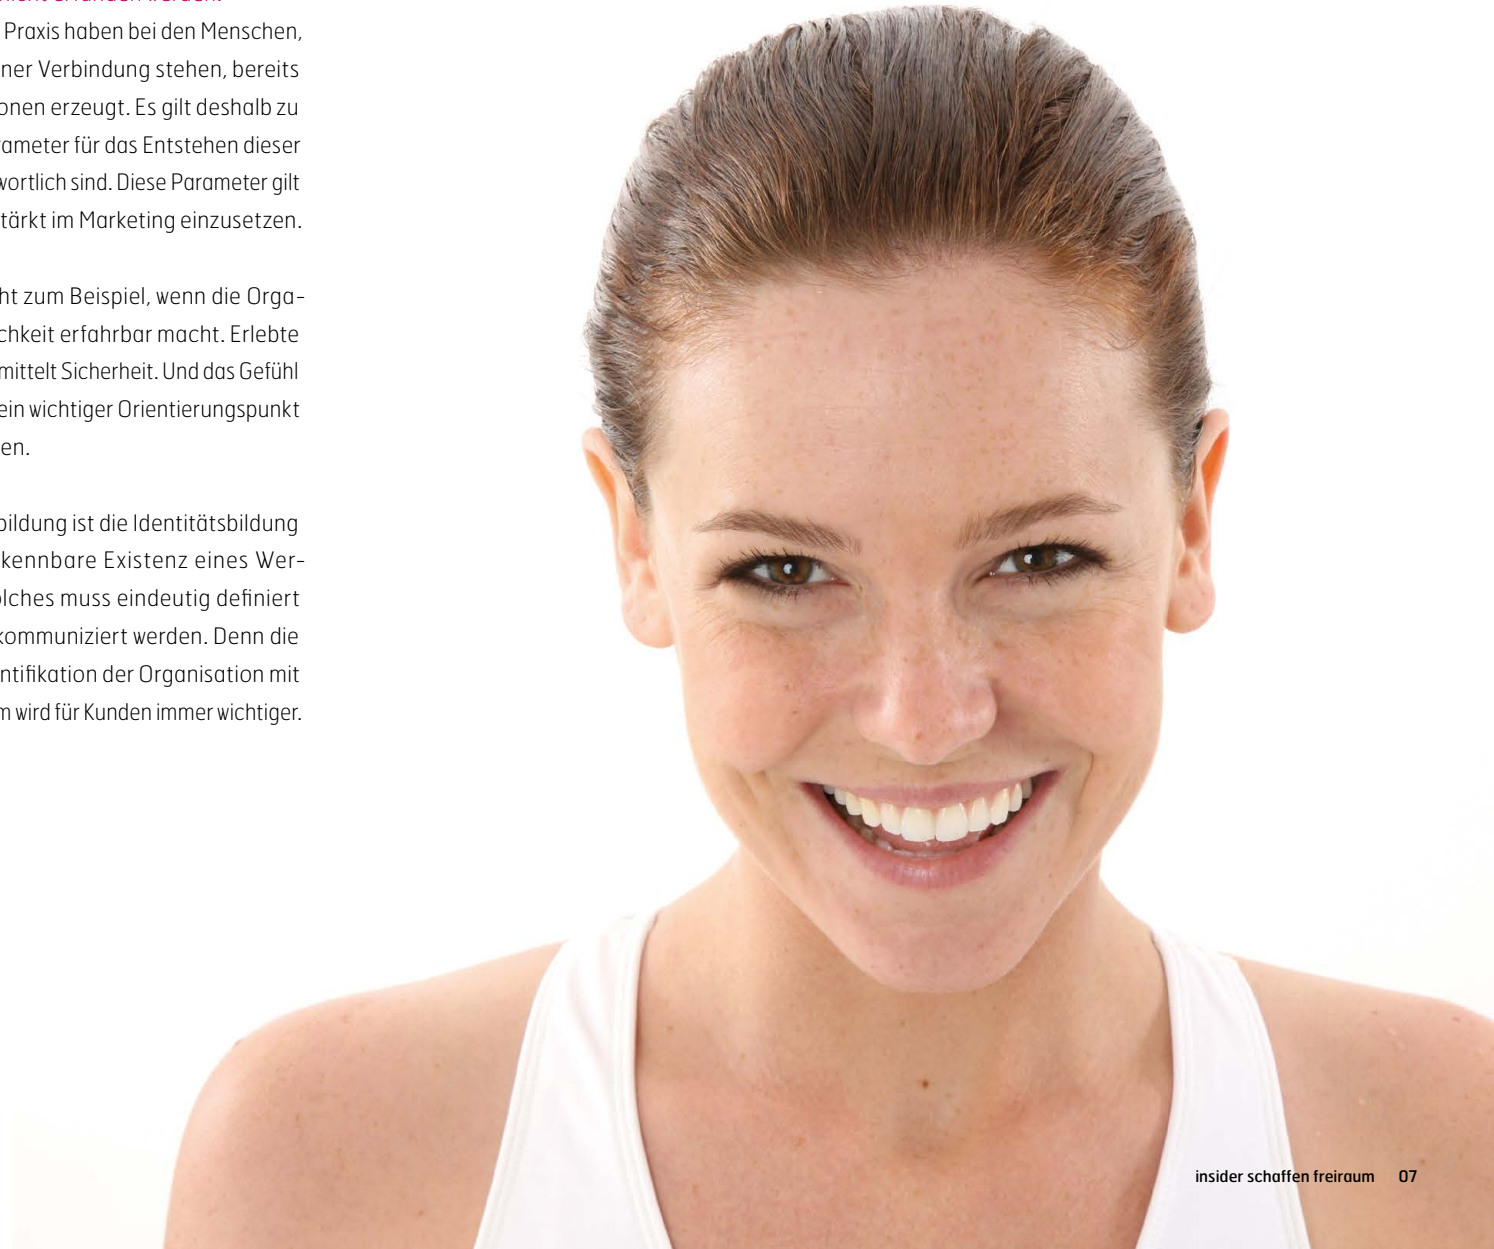 nicht erfunden werden.
Praxis haben bei den Menschen,
ner Verbindung stehen, bereits
onen erzeugt. Es gilt deshalb zu
ameter für das Entstehen dieser
wortlich sind. Diese Parameter gilt
tärkt im Marketing einzusetzen.
ht zum Beispiel, wenn die Orga-
chkeit erfahrbar macht. Erlebte
mittelt Sicherheit. Und das Gefühl
ein wichtiger Orientierungspunkt
en.
bildung ist die Identitätsbildung
kennbare Existenz eines Wer-
olches muss eindeutig definiert
kommuniziert werden. Denn die
ntifikation der Organisation mit
m wird für Kunden immer wichtiger.
insider schaffen freiraum 07